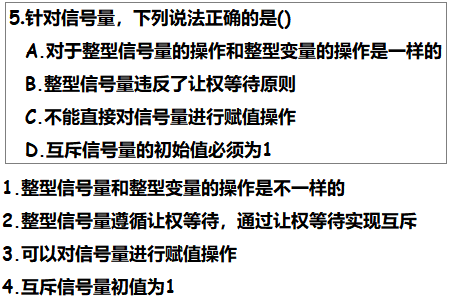 5.针对信号量，下列说法正确的是()
A.对于整型信号量的操作和整型变量的操作是一样的
B.整型信号量违反了让权等待原则
C.不能直接对信号量进行赋值操作
D.互斥信号量的初始值必须为1
1.整型信号量和整型变量的操作是不一样的
2.整型信号量遵循让权等待，通过让权等待实现互斥
3.可以对信号量进行赋值操作
4.互斥信号量初值为1